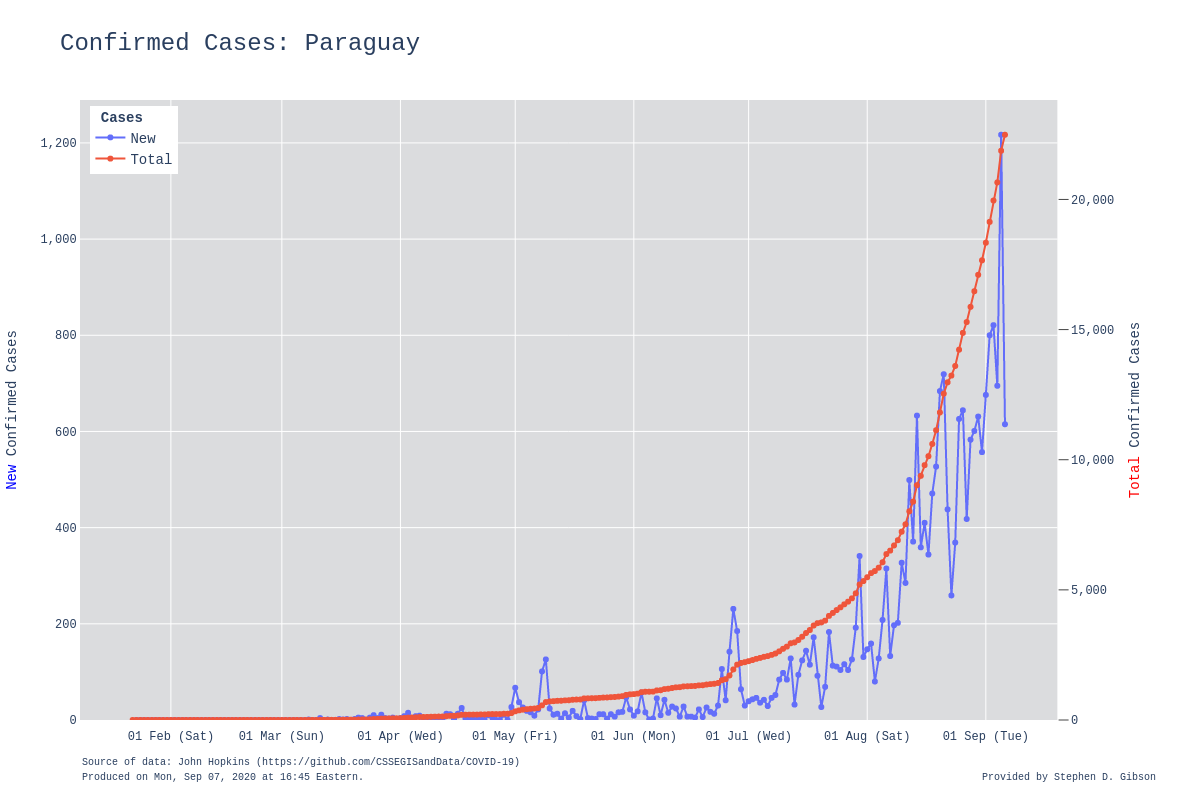 Confirmed Cases: Paraguay
Cases
New
Total
1,200
1,000
800
600
400
200
0
20,000
15,000
10,000
5,000
0
New Confirmed Cases
Total Confirmed Cases
01 Feb (Sat) 01 Mar (Sun) 01 Apr (Wed) 01 May (Fri) 01 Jun (Mon) 01 Jul (Wed) 01 Aug (Sat) 01 Sep (Tue)
Source of data: John Hopkins (https://github.com/CSSEGISandData/COVID-19)
Produced on Mon, Sep 07, 2020 at 16:45 Eastern.
Provided by Stephen D. Gibson